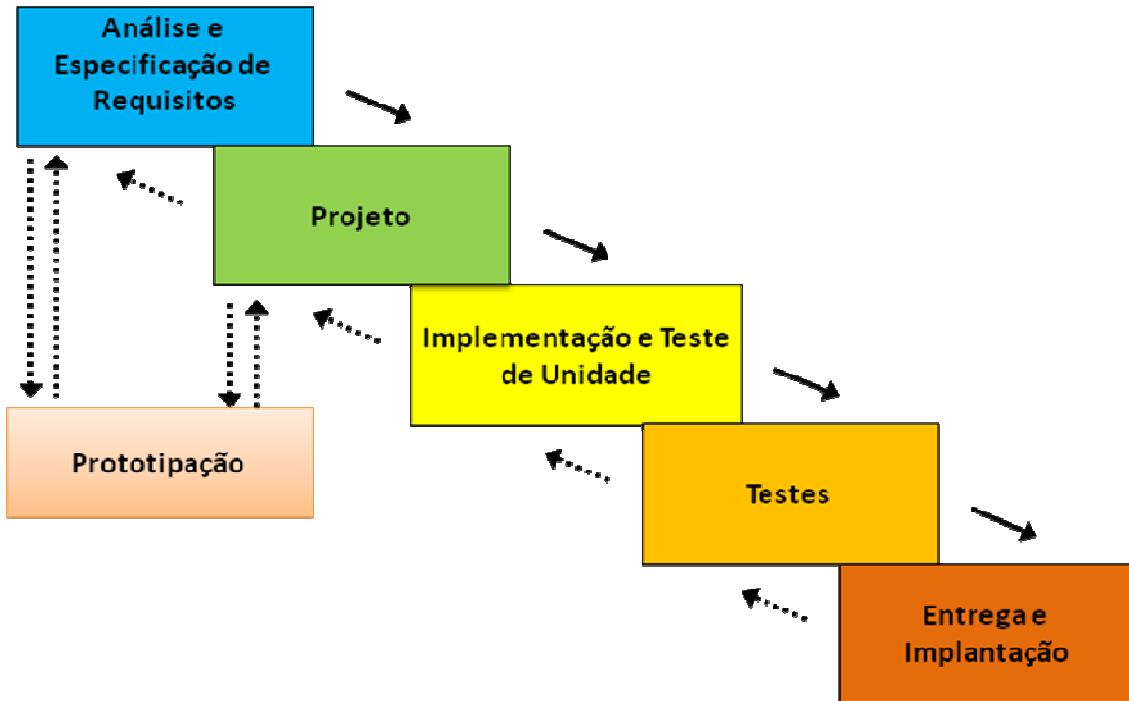 Análise e
Especificação de
Requisitos
Projeto
Implementação e Teste
de Unidade
Prototipação
Testes
Entrega e
Implantação